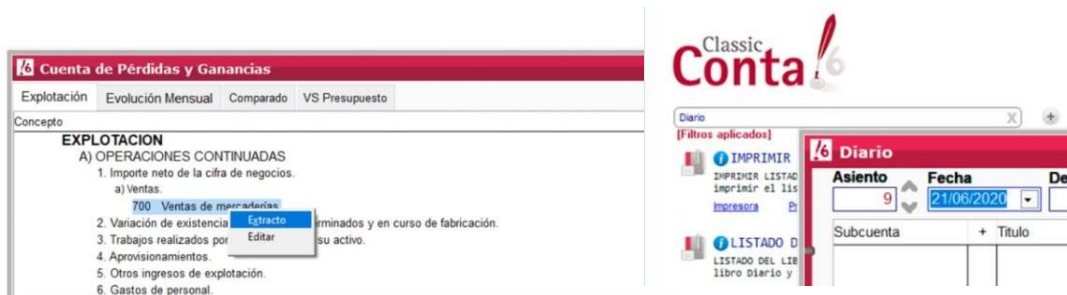 Cuenta de Pérdidas y Ganancias
Explotación Evolución Mensual Comparado VS Presupuesto
Concepto
EXPLOTACION
A) OPERACIONES CONTINUADAS
1. Importe neto de la cifra de negocios.
a) Ventas.
700 Ventas de mercaderías
Extracto
Editar
2. Variación de existencia rminados y en curso de fabricación.
3. Trabajos realizados por su activo.
4. Aprovisionamientos.
5. Otros ingresos de explotación.
6. Gastos de personal.
Classic
Conta 6
Diario X +
[Filtros aplicados]
IMPRIMIR
IMPRIMIR LISTAD
imprimir el lis
Impresora
LISTADO D
LISTADO DEL LIB
libro Diario y
Diario
Asiento Fecha De
9 21/06/2020
Subcuenta + Titulo